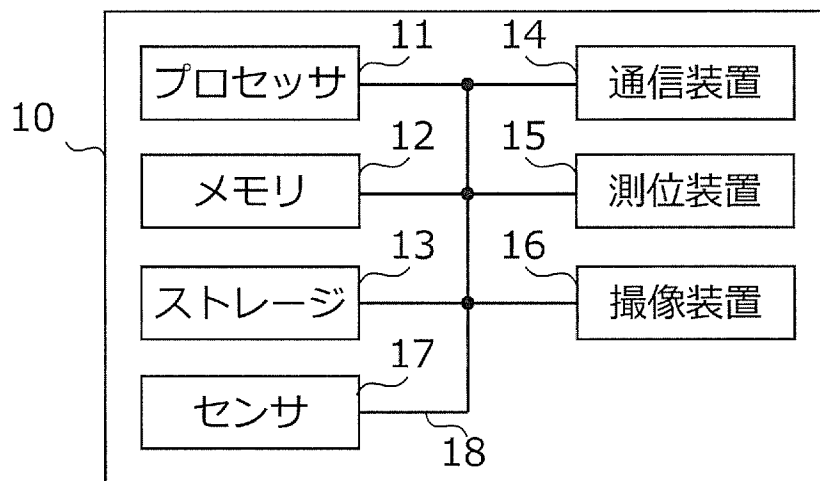 11
14
プロセッサ
通信装置
10
12
15
メモリ
測位装置
13
16
ストレージ
撮像装置
17
センサ
18